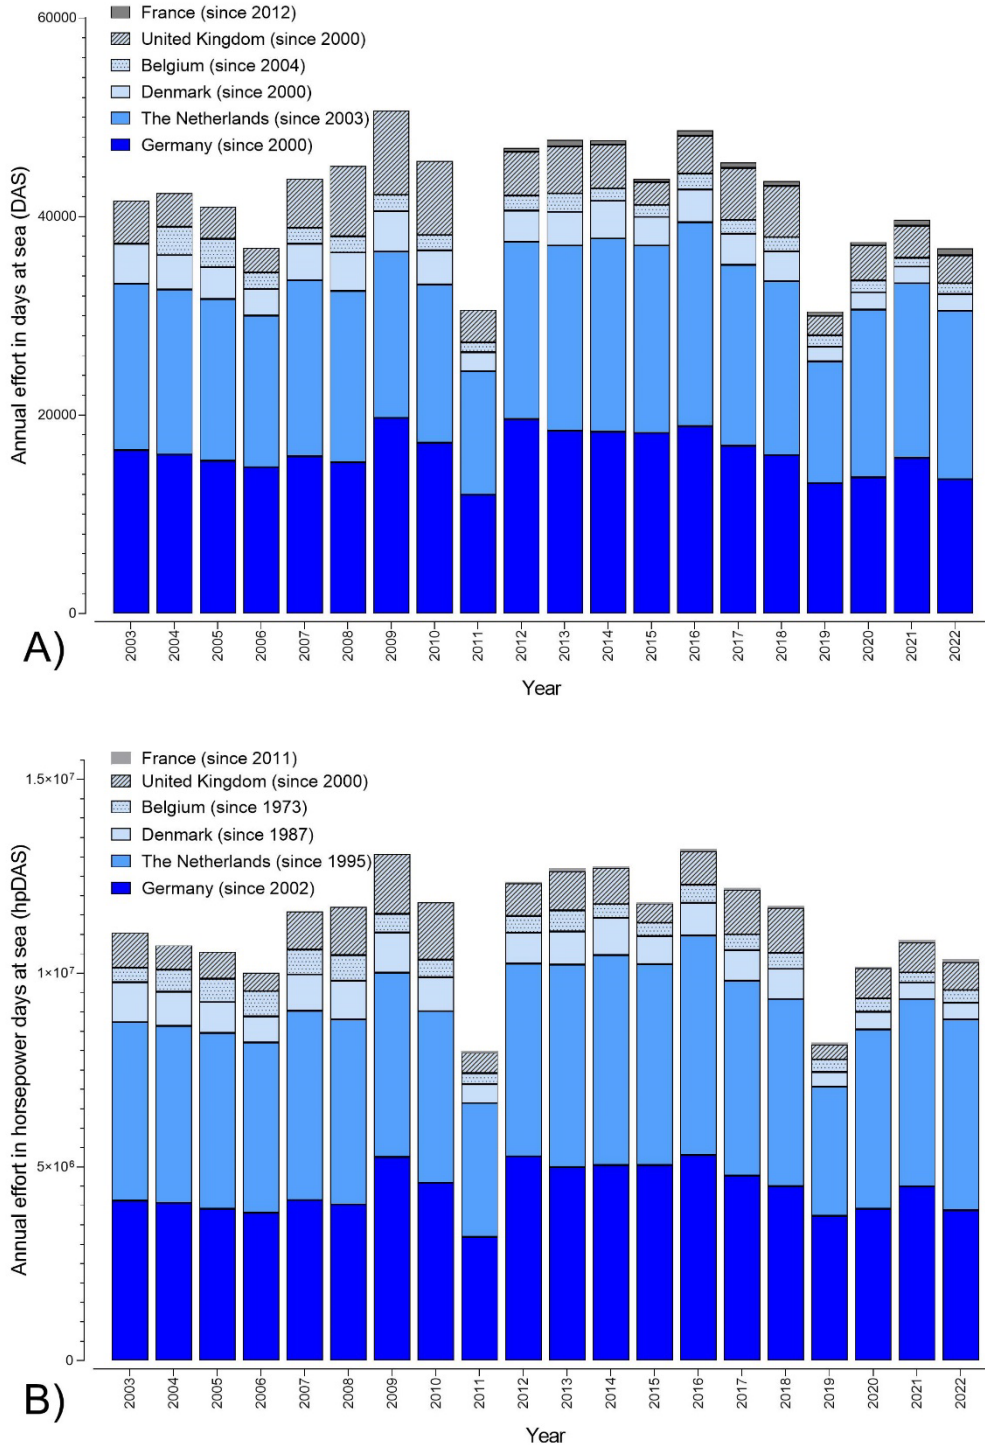 France (since 2012)
United Kingdom (since 2000)
Belgium (since 2004)
Denmark (since 2000)
The Netherlands (since 2003)
Germany (since 2000)
Annual effort in days at sea (DAS)
60000
40000
20000
0
2003 2004 2005 2006 2007 2008 2009 2010 2011 2012 2013 2014 2015 2016 2017 2018 2019 2020 2021 2022
A)
Year
France (since 2011)
United Kingdom (since 2000)
Belgium (since 1973)
Denmark (since 1987)
The Netherlands (since 1995)
Germany (since 2002)
Annual effort in horsepower days at sea (hpDAS)
1.5×10⁷
1×10⁷
5×10⁶
0
2003 2004 2005 2006 2007 2008 2009 2010 2011 2012 2013 2014 2015 2016 2017 2018 2019 2020 2021 2022
B)
Year